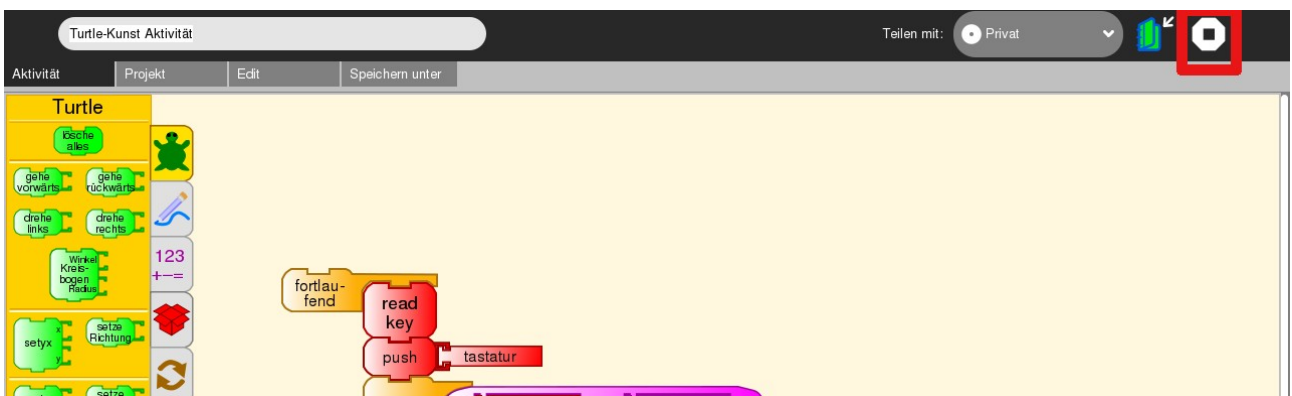 Turtle-Kunst Aktivität
Teilen mit:
Privat
Aktivität
Projekt
Edit
Speichern unter
Turtle
lösche
alles
gehe
vorwärts
gehe
rückwärts
drehe
links
drehe
rechts
Winkel
Kreis-
bogen
Radius
123
+−=
setyx
x
y
setze
Richtung
setze
fortlau-
fend
read
key
push
tastatur